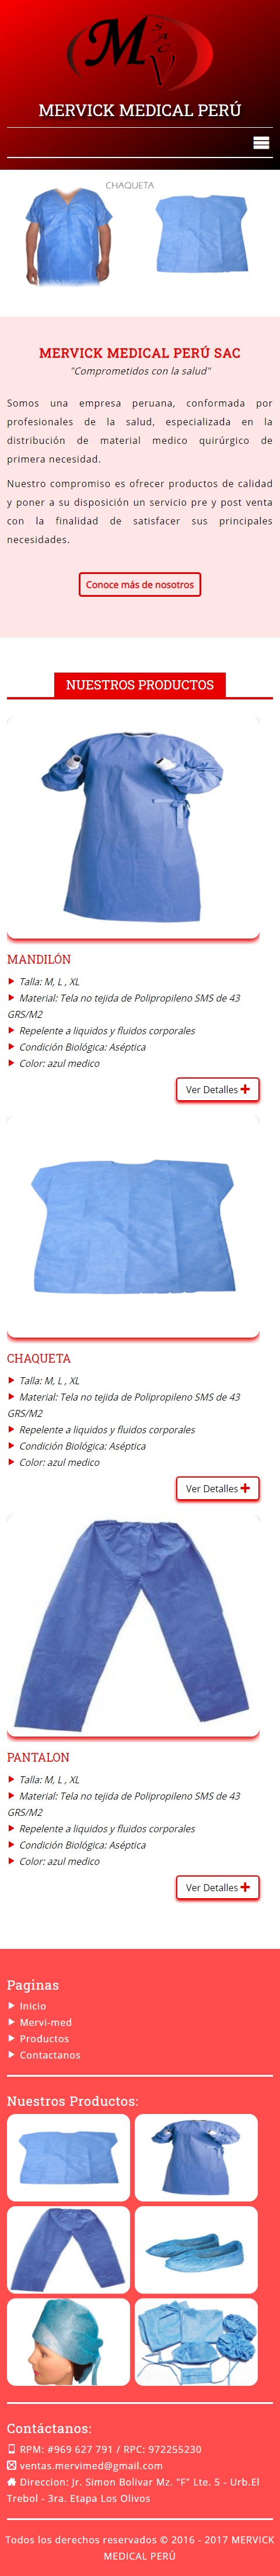 M
SAC
V
MERVICK MEDICAL PERÚ
CHAQUETA
MERVICK MEDICAL PERÚ SAC
"Comprometidos con la salud"
Somos una empresa peruana, conformada por
profesionales de la salud, especializada en la
distribución de material medico quirúrgico de
primera necesidad.
Nuestro compromiso es ofrecer productos de calidad
y poner a su disposición un servicio pre y post venta
con la finalidad de satisfacer sus principales
necesidades.
Conoce más de nosotros
NUESTROS PRODUCTOS
MANDILÓN
Talla: M, L , XL
Material: Tela no tejida de Polipropileno SMS de 43
GRS/M2
Repelente a liquidos y fluidos corporales
Condición Biológica: Aséptica
Color: azul medico
Ver Detalles
CHAQUETA
Talla: M, L , XL
Material: Tela no tejida de Polipropileno SMS de 43
GRS/M2
Repelente a liquidos y fluidos corporales
Condición Biológica: Aséptica
Color: azul medico
Ver Detalles
PANTALON
Talla: M, L , XL
Material: Tela no tejida de Polipropileno SMS de 43
GRS/M2
Repelente a liquidos y fluidos corporales
Condición Biológica: Aséptica
Color: azul medico
Ver Detalles
Paginas
Inicio
Mervi-med
Productos
Contactanos
Nuestros Productos:
Contáctanos:
RPM: #969 627 791 / RPC: 972255230
ventas.mervimed@gmail.com
Direccion: Jr. Simon Bolivar Mz. "F" Lte. 5 - Urb.El
Trebol - 3ra. Etapa Los Olivos
Todos los derechos reservados © 2016 - 2017 MERVICK
MEDICAL PERÚ